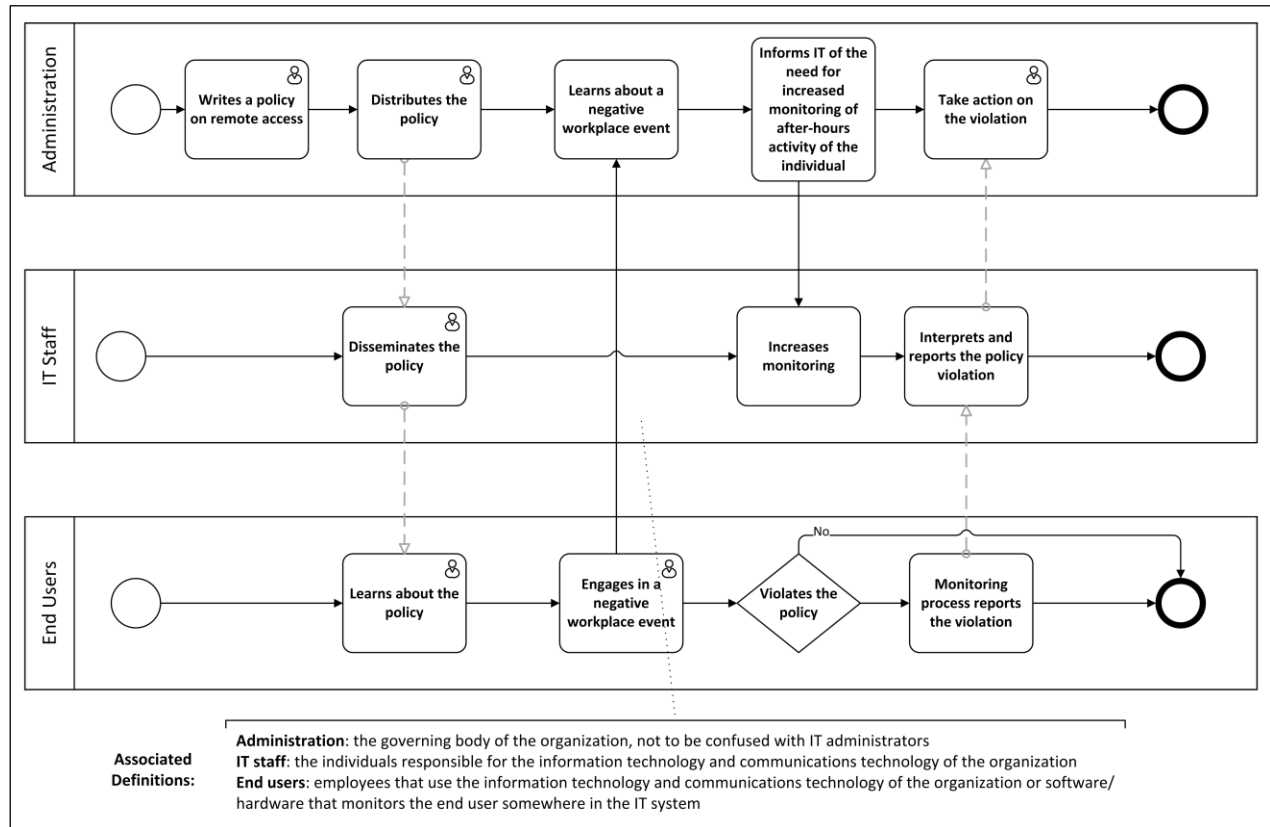 Administration
Writes a policy
on remote access
Distributes the
policy
Learns about a
negative
workplace event
Informs IT of the
need for
increased
monitoring of
after-hours
activity of the
individual
Take action on
the violation
IT Staff
Disseminates the
policy
Increases
monitoring
Interprets and
reports the policy
violation
End Users
Learns about the
policy
Engages in a
negative
workplace event
Violates the
policy
No
Monitoring
process reports
the violation
Associated
Definitions:
Administration: the governing body of the organization, not to be confused with IT administrators
IT staff: the individuals responsible for the information technology and communications technology of the organization
End users: employees that use the information technology and communications technology of the organization or software/
hardware that monitors the end user somewhere in the IT system